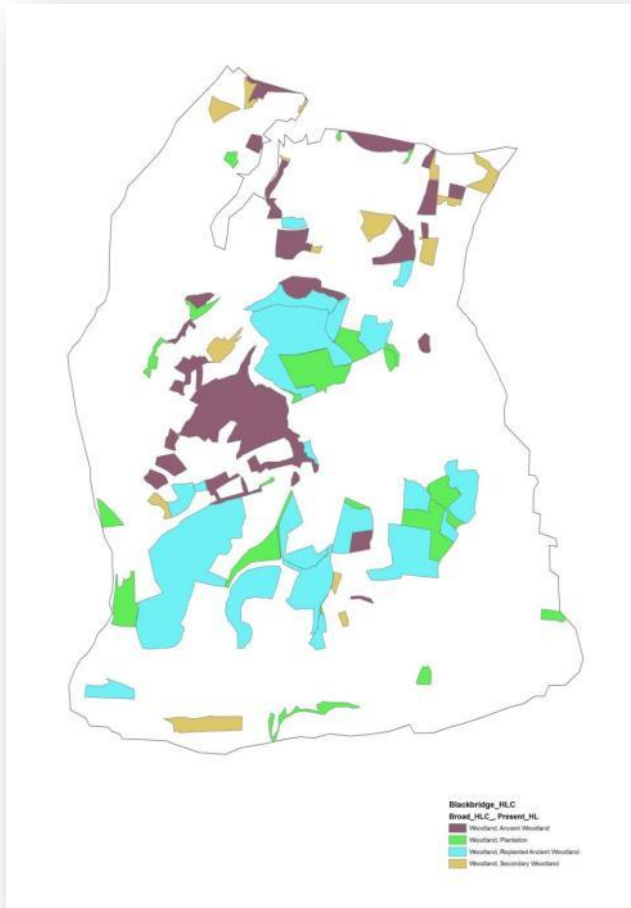 Blackbridge_HLC
Broad_HLC_, Present_HL
Woodland, Ancient Woodland
Woodland, Plantation
Woodland, Replanted Ancient Woodland
Woodland, Secondary Woodland